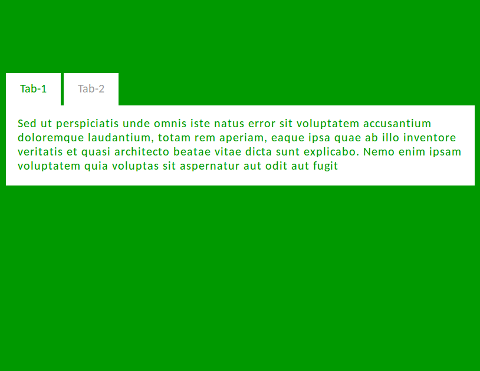 Tab-1 Tab-2
Sed ut perspiciatis unde omnis iste natus error sit voluptatem accusantium
doloremque laudantium, totam rem aperiam, eaque ipsa quae ab illo inventore
veritatis et quasi architecto beatae vitae dicta sunt explicabo. Nemo enim ipsam
voluptatem quia voluptas sit aspernatur aut odit aut fugit